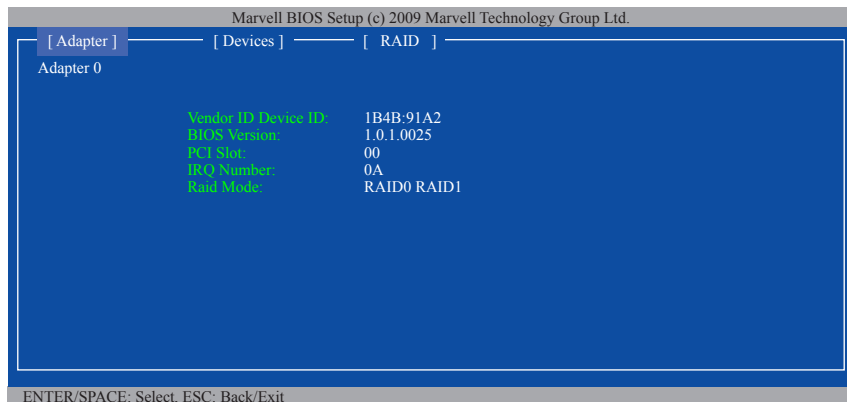 Marvell BIOS Setup (c) 2009 Marvell Technology Group Ltd.
[ Adapter ] [ Devices ] [ RAID ]
Adapter 0
Vendor ID Device ID: 1B4B:91A2
BIOS Version: 1.0.1.0025
PCI Slot: 00
IRQ Number: 0A
Raid Mode: RAID0 RAID1
ENTER/SPACE: Select, ESC: Back/Exit